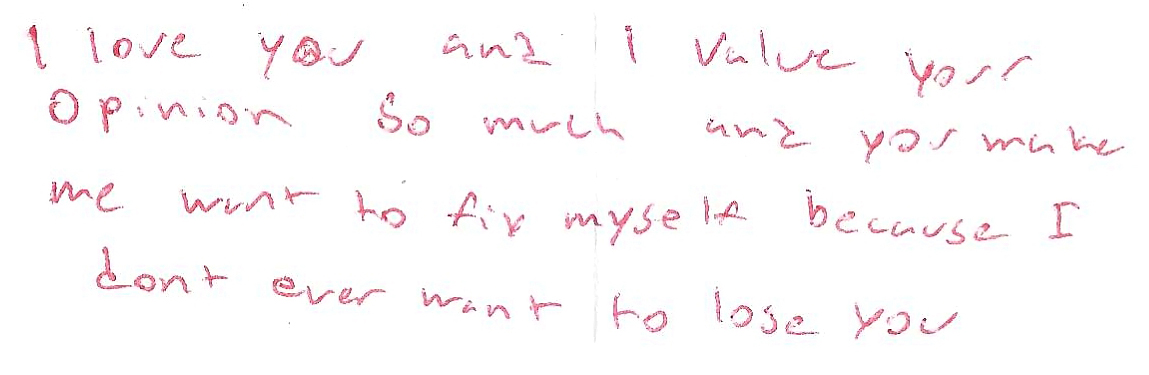 I love you and I value your
opinion so much and you make
me want to fix myself because I
dont ever want to lose you